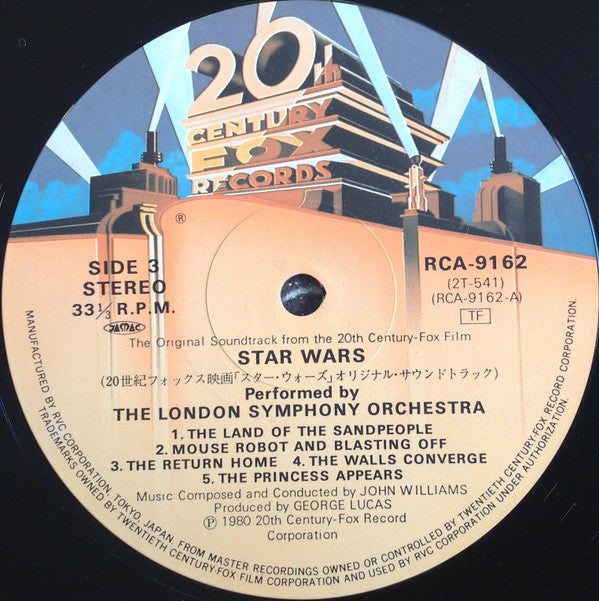 20th
CENTURY
FOX
RECORDS
®
SIDE 3
STEREO
33 1/3 R.P.M.
JASRAC
RCA-9162
(2T-541)
(RCA-9162-A)
TF
The Original Soundtrack from the 20th Century-Fox Film
STAR WARS
(20世紀フォックス映画「スター・ウォーズ」オリジナル・サウンドトラック)
Performed by
THE LONDON SYMPHONY ORCHESTRA
1. THE LAND OF THE SANDPEOPLE
2. MOUSE ROBOT AND BLASTING OFF
3. THE RETURN HOME 4. THE WALLS CONVERGE
5. THE PRINCESS APPEARS
Music Composed and Conducted by JOHN WILLIAMS
Produced by GEORGE LUCAS
Ⓟ 1980 20th Century-Fox Record
Corporation
MANUFACTURED BY RVC CORPORATION, TOKYO, JAPAN, FROM MASTER RECORDINGS OWNED OR CONTROLLED BY TWENTIETH CENTURY-FOX RECORD CORPORATION.
TRADEMARKS OWNED BY TWENTIETH CENTURY-FOX FILM CORPORATION AND USED BY RVC CORPORATION UNDER AUTHORIZATION.